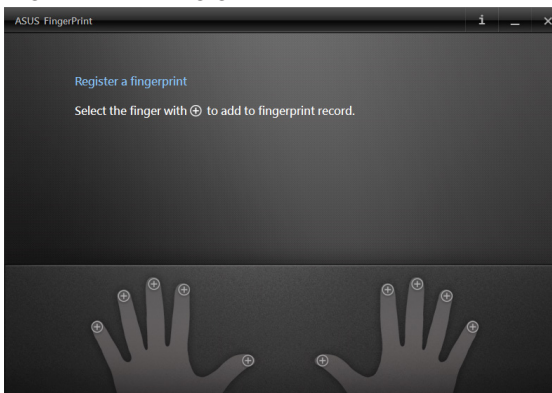 ASUS FingerPrint
Register a fingerprint
Select the finger with ⊕ to add to fingerprint record.